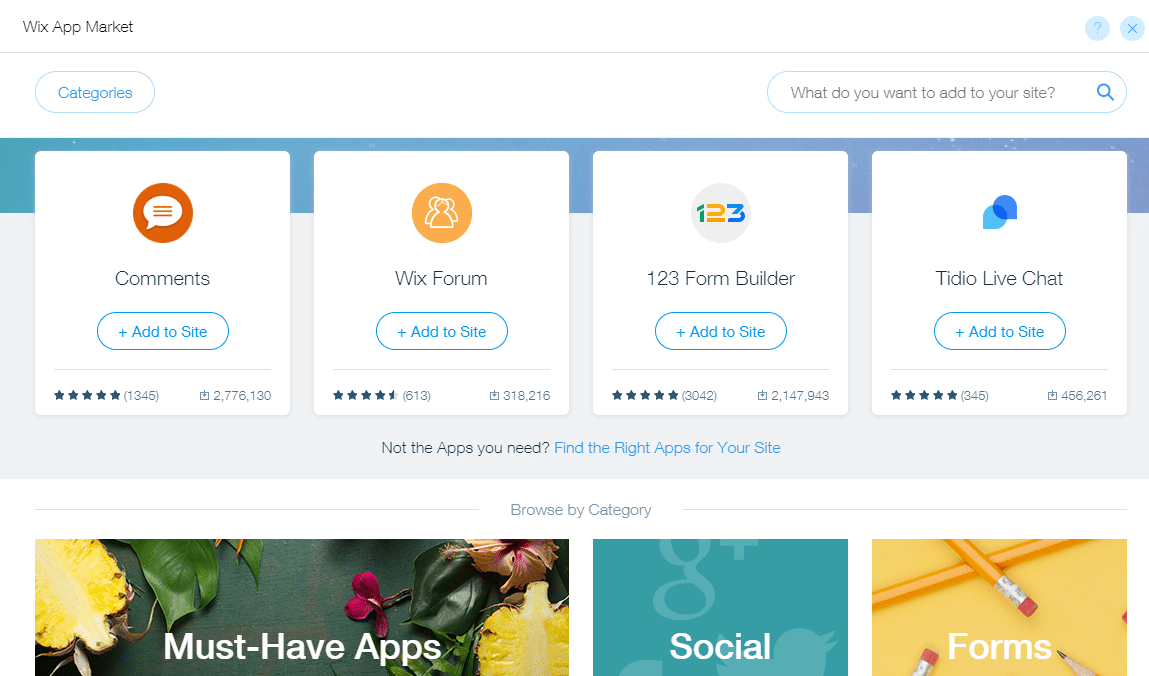 Wix App Market
?
Categories
What do you want to add to your site?
123
Comments
Wix Forum
123 Form Builder
Tidio Live Chat
+ Add to Site
+ Add to Site
+ Add to Site
+ Add to Site
(1345) 2,776,130
(613) 318,216
(3042) 2,147,943
(345) 456,261
Not the Apps you need? Find the Right Apps for Your Site
Browse by Category
g+
Must-Have Apps
Social
Forms